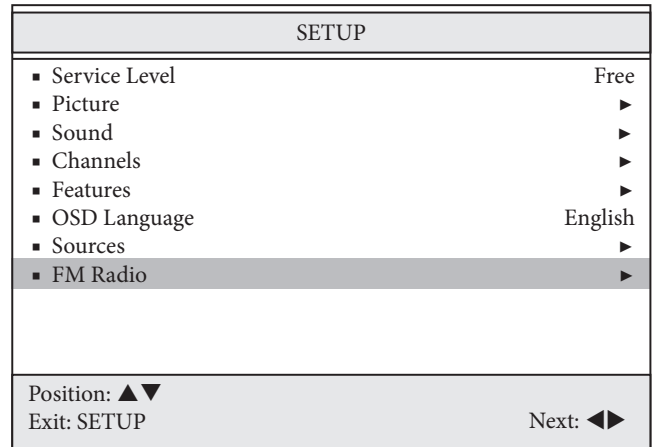 SETUP
▪ Service Level Free
▪ Picture ►
▪ Sound ►
▪ Channels ►
▪ Features ►
▪ OSD Language English
▪ Sources ►
▪ FM Radio ►
Position: ▲▼
Exit: SETUP Next: ◀▶